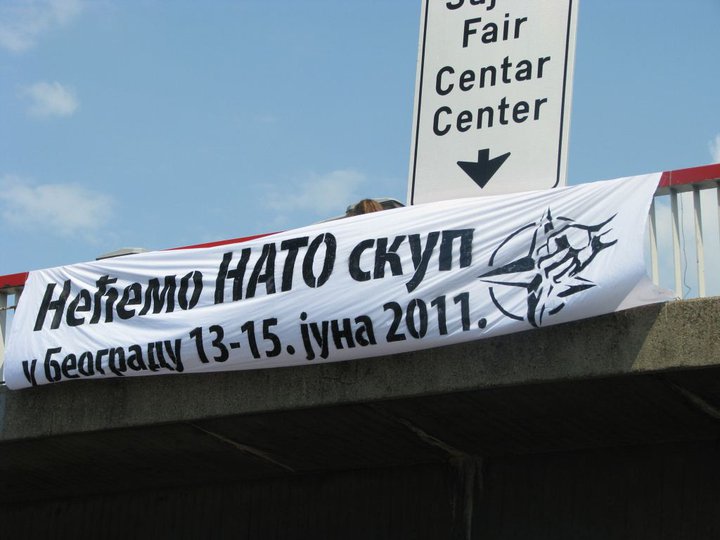 Fair
Centar
Center
Нећемо НАТО скуп
у Београду 13-15. јуна 2011.